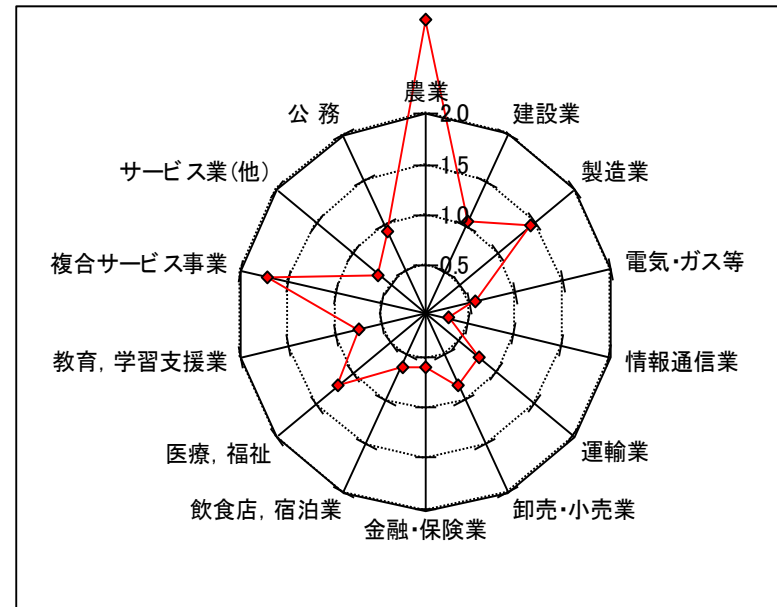 農業
2.0
1.5
1.0
0.5
建設業
製造業
電気・ガス等
情報通信業
運輸業
卸売・小売業
金融・保険業
飲食店, 宿泊業
医療, 福祉
教育, 学習支援業
複合サービス事業
サービス業(他)
公 務